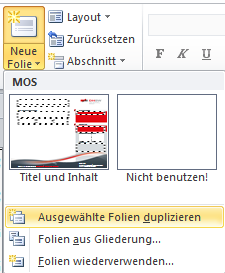 Neue
Folie
Layout
Zurücksetzen
Abschnitt
F K U
MOS
Titel und Inhalt
Nicht benutzen!
Ausgewählte Folien duplizieren
Folien aus Gliederung...
Folien wiederverwenden...